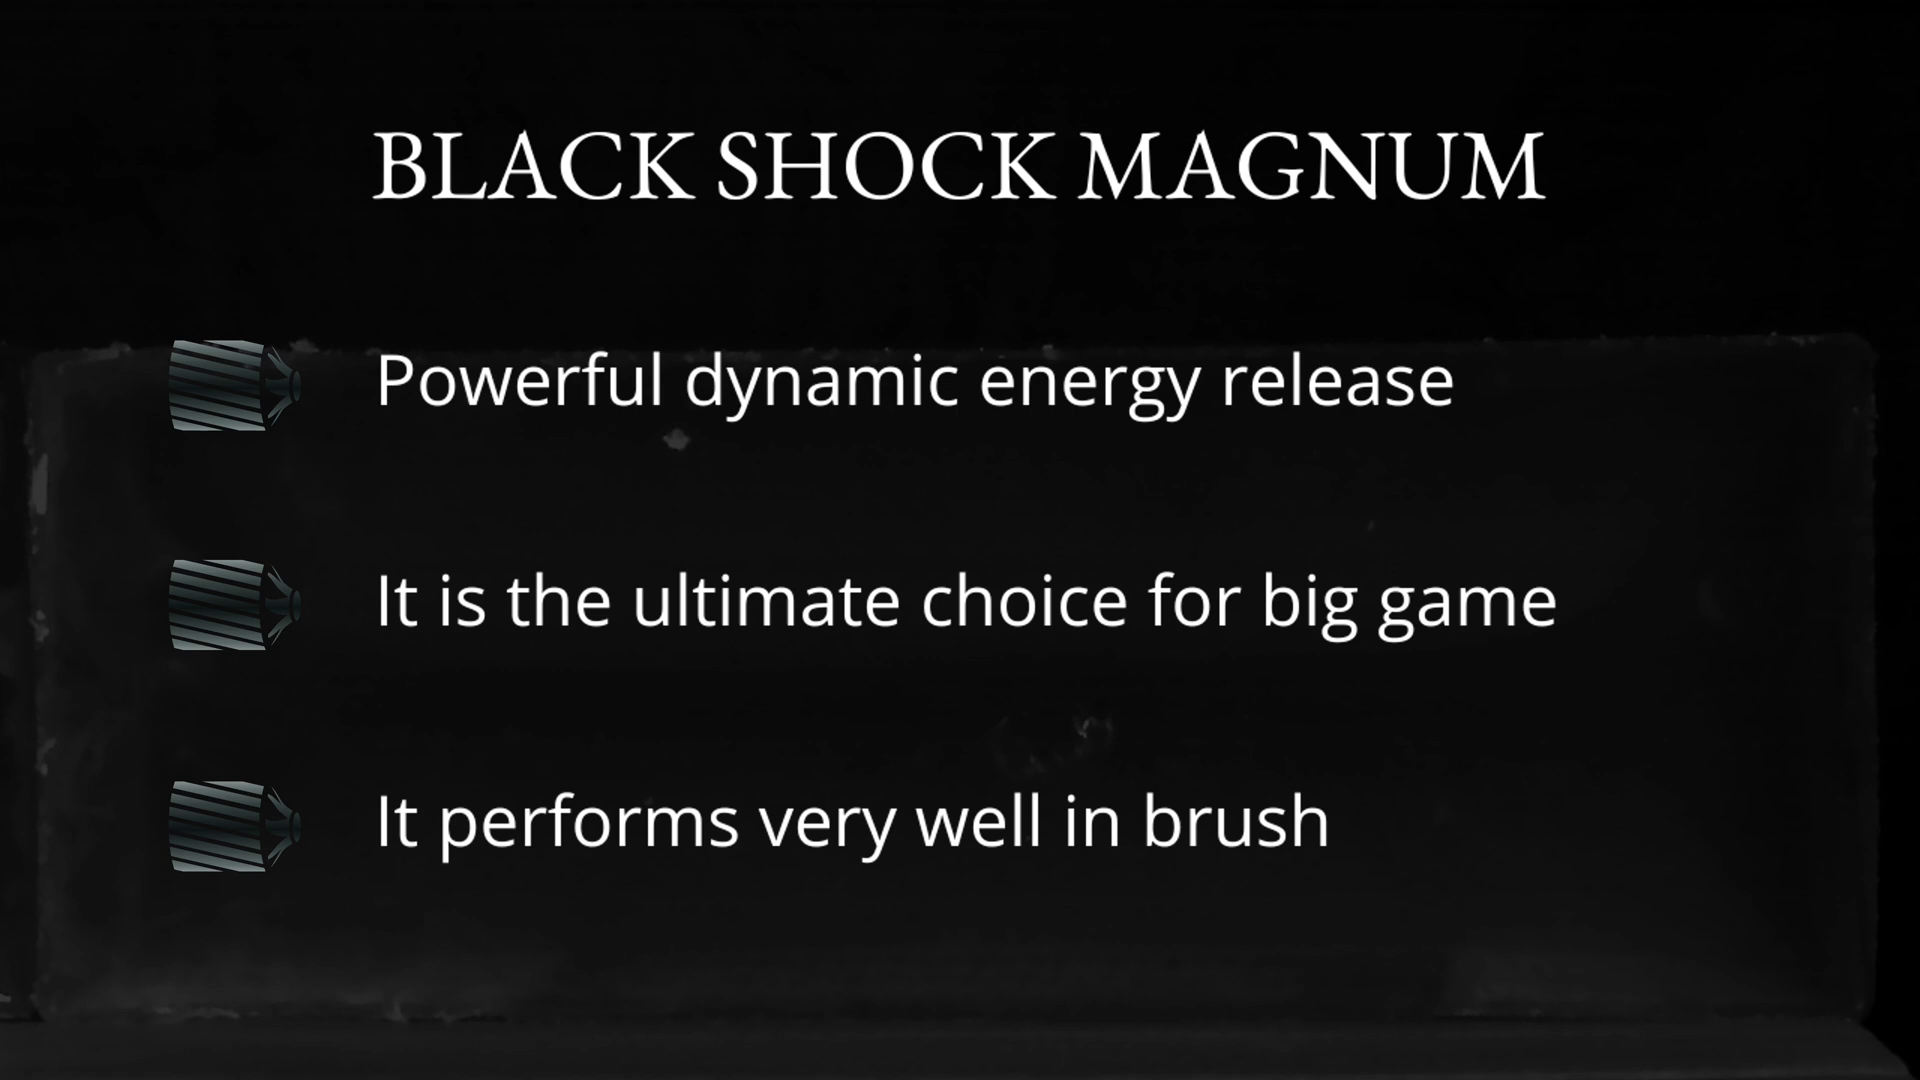 BLACK SHOCK MAGNUM
Powerful dynamic energy release
It is the ultimate choice for big game
It performs very well in brush